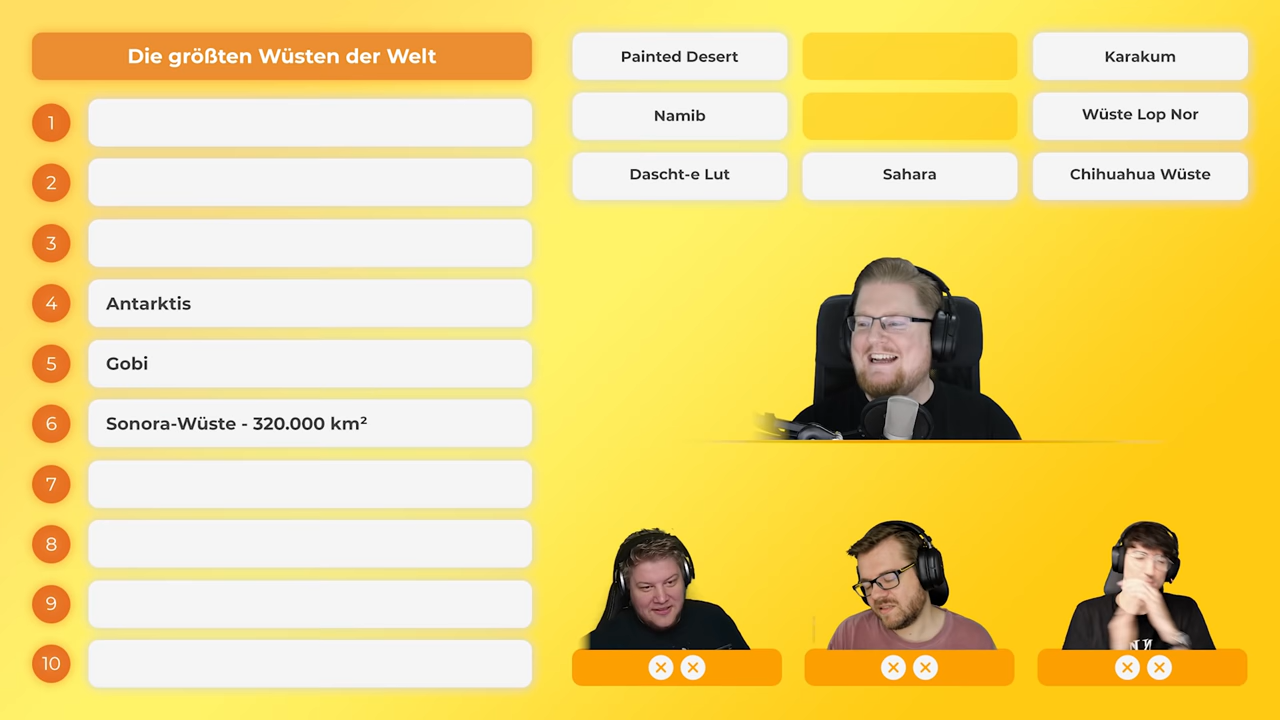 Die größten Wüsten der Welt
1
2
3
4 Antarktis
5 Gobi
6 Sonora-Wüste - 320.000 km²
7
8
9
10
Painted Desert
Karakum
Namib
Wüste Lop Nor
Dascht-e Lut
Sahara
Chihuahua Wüste